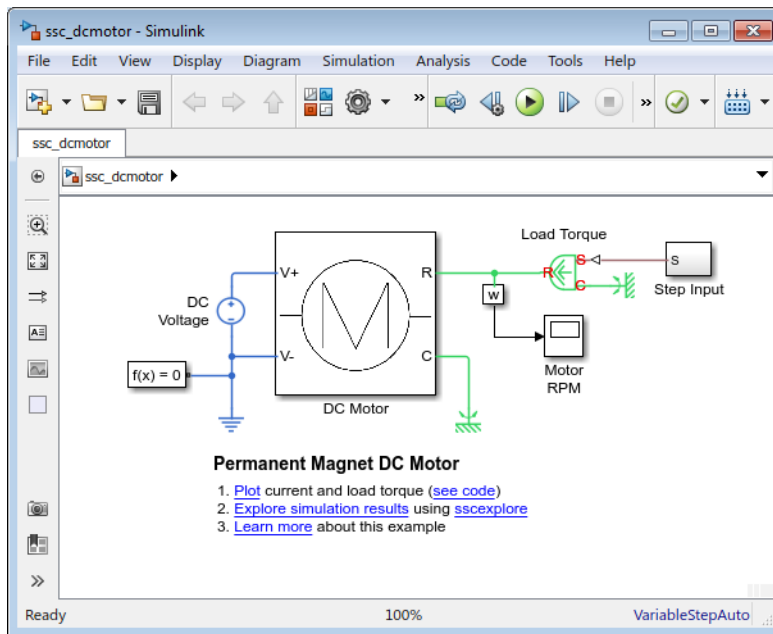 ssc_dcmotor - Simulink
File Edit View Display Diagram Simulation Analysis Code Tools Help
ssc_dcmotor
ssc_dcmotor
Load Torque
S
R
C
S
Step Input
V+
R
DC
Voltage
w
M
f(x) = 0
V-
C
Motor
RPM
DC Motor
Permanent Magnet DC Motor
1. Plot current and load torque (see code)
2. Explore simulation results using sscexplore
3. Learn more about this example
Ready 100% VariableStepAuto